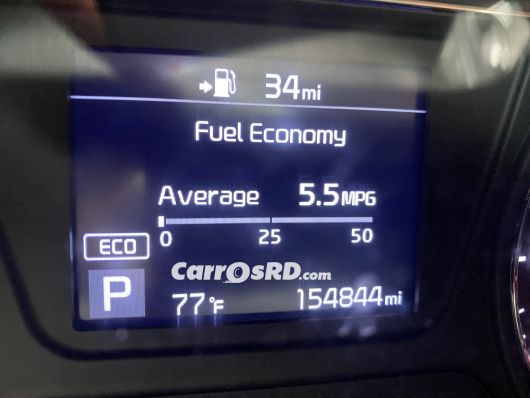 34mi
Fuel Economy
Average 5.5MPG
0 25 50
ECO
CarrosRD.com
P
77°F 154844mi